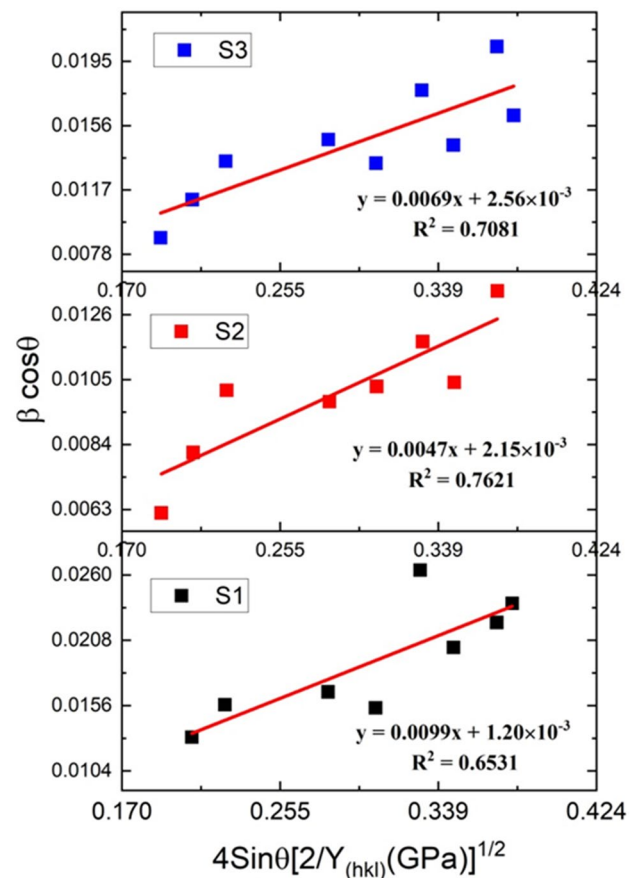 S3
0.0195
0.0156
0.0117
0.0078
y = 0.0069x + 2.56×10⁻³
R² = 0.7081
0.170 0.255 0.339 0.424
S2
0.0126
0.0105
0.0084
0.0063
y = 0.0047x + 2.15×10⁻³
R² = 0.7621
0.170 0.255 0.339 0.424
S1
0.0260
0.0208
0.0156
0.0104
y = 0.0099x + 1.20×10⁻³
R² = 0.6531
0.170 0.255 0.339 0.424
β cosθ
4Sinθ[2/Y(hkl)(GPa)]^1/2